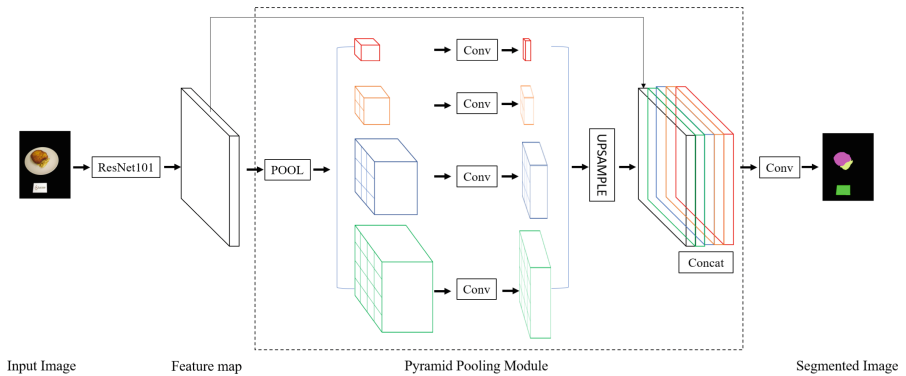 Conv
Conv
ResNet101
POOL
Conv
UPSAMPLE
Conv
Concat
Conv
Input Image
Feature map
Pyramid Pooling Module
Segmented Image